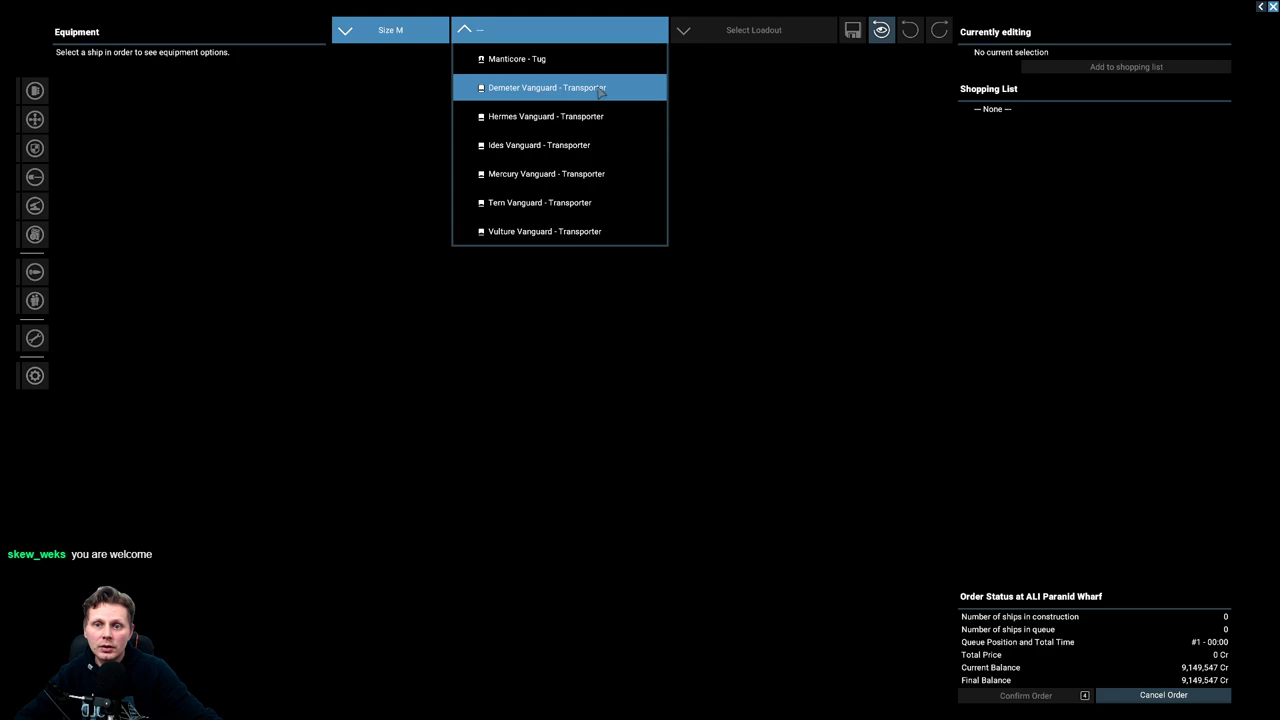 Equipment
Select a ship in order to see equipment options.
Size M
--
Select Loadout
Manticore - Tug
Demeter Vanguard - Transporter
Hermes Vanguard - Transporter
Ides Vanguard - Transporter
Mercury Vanguard - Transporter
Tern Vanguard - Transporter
Vulture Vanguard - Transporter
Currently editing
No current selection
Add to shopping list
Shopping List
— None —
skew_weks you are welcome
Order Status at ALI Paranid Wharf
Number of ships in construction 0
Number of ships in queue 0
Queue Position and Total Time #1 - 00:00
Total Price 0 Cr
Current Balance 9,149,547 Cr
Final Balance 9,149,547 Cr
Confirm Order 4
Cancel Order